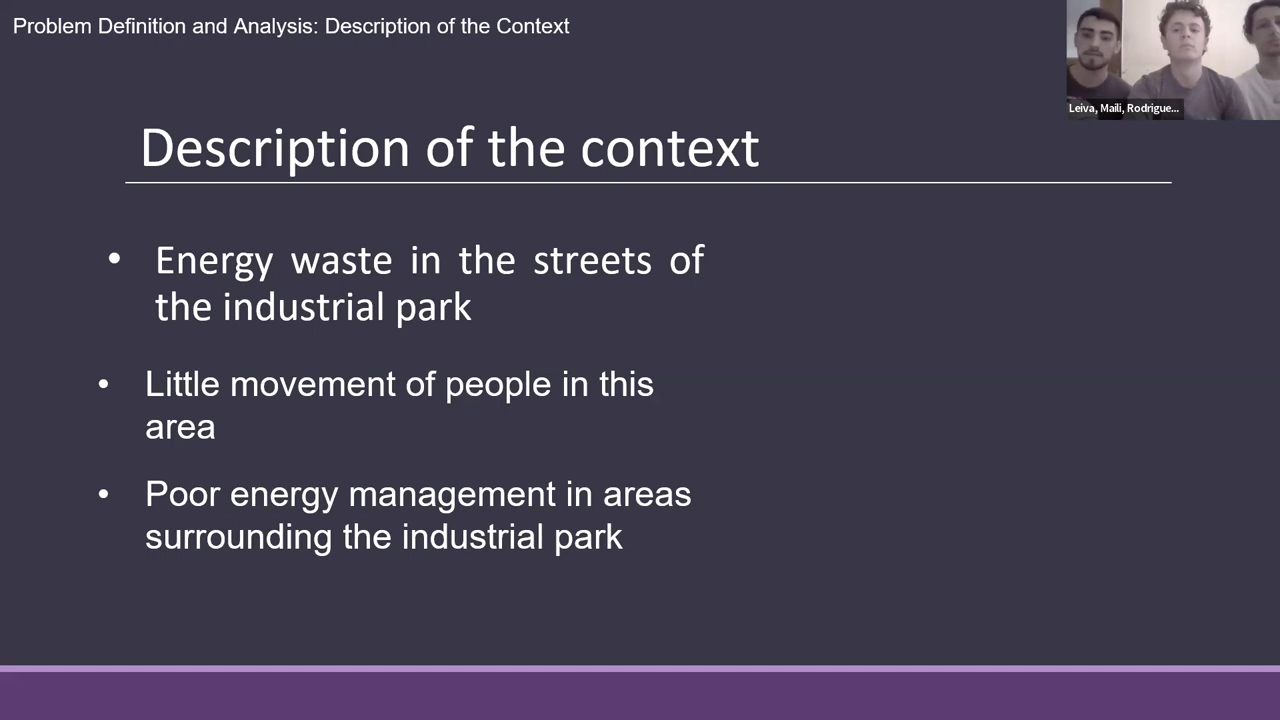 Problem Definition and Analysis: Description of the Context
Leiva, Maili, Rodrigue...
Description of the context
• Energy waste in the streets of
the industrial park
• Little movement of people in this
area
• Poor energy management in areas
surrounding the industrial park